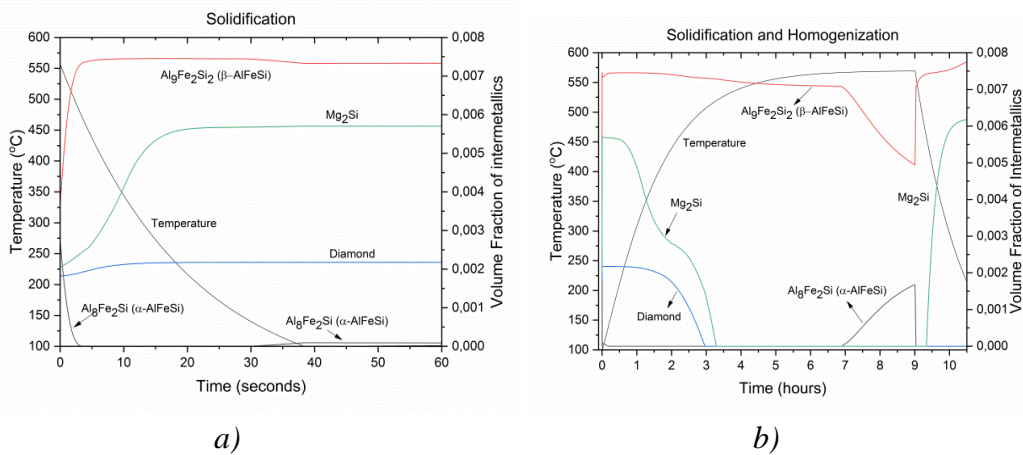 Solidification
600
550
500
450
400
350
300
250
200
150
100
Temperature (°C)
0,008
0,007
0,006
0,005
0,004
0,003
0,002
0,001
0,000
Volume Fraction of intermetallics
Al9Fe2Si2 (β−AlFeSi)
Mg2Si
Temperature
Diamond
Al8Fe2Si (α-AlFeSi)
Al8Fe2Si (α-AlFeSi)
0 10 20 30 40 50 60
Time (seconds)
a)
Solidification and Homogenization
600
550
500
450
400
350
300
250
200
150
100
Temperature (°C)
0,008
0,007
0,006
0,005
0,004
0,003
0,002
0,001
0,000
Volume Fraction of Intermetallics
Al9Fe2Si2 (β−AlFeSi)
Temperature
Mg2Si
Mg2Si
Al8Fe2Si (α-AlFeSi)
Diamond
0 1 2 3 4 5 6 7 8 9 10
Time (hours)
b)